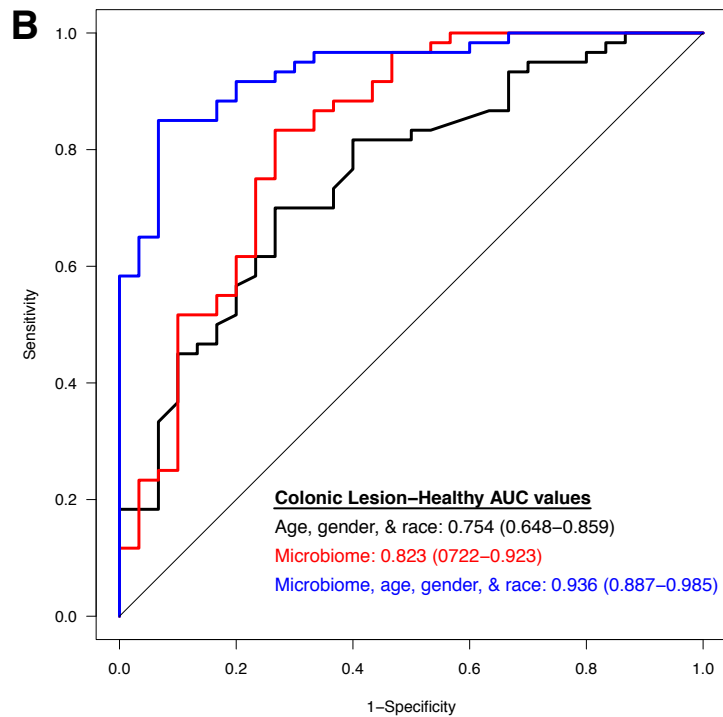 B
1.0
0.8
0.6
0.4
0.2
0.0
Sensitivity
Colonic Lesion−Healthy AUC values
Age, gender, & race: 0.754 (0.648−0.859)
Microbiome: 0.823 (0722−0.923)
Microbiome, age, gender, & race: 0.936 (0.887−0.985)
0.0 0.2 0.4 0.6 0.8 1.0
1−Specificity